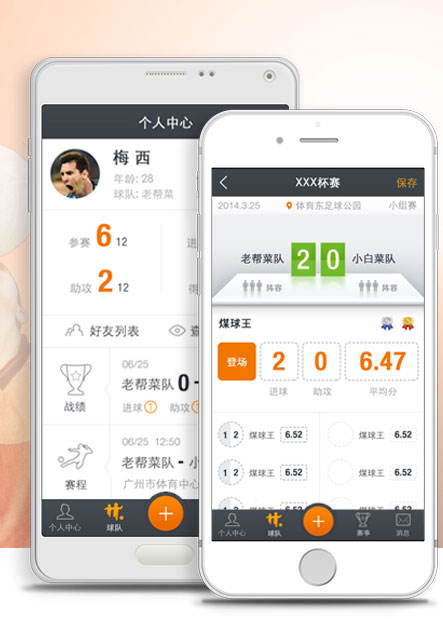 个人中心
梅 西
年龄: 28
球队: 老帮菜
参赛 6 12
进
助攻 2 12
得
好友列表
查
战绩
06/25
老帮菜队 0 -
进球 1 助攻 1
赛程
06/25 12:50
老帮菜队 - 小
广州市体育中心
个人中心
球队
+
XXX杯赛
保存
2014.3.25
体育东足球公园
小组赛
老帮菜队 2 0 小白菜队
阵容
阵容
煤球王
登场 2 0 6.47
进球 助攻 平均分
1 2 煤球王 6.52
煤球王 6.52
1 2 煤球王 6.52
煤球王 6.52
煤球王 6.52
煤球王 6.52
个人中心
球队
+
赛事
消息